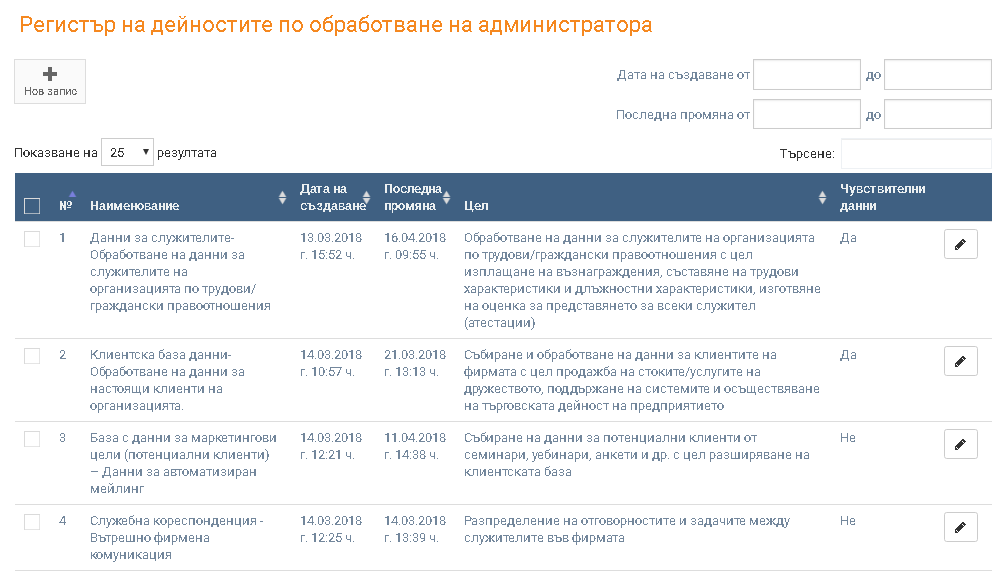 Регистър на дейностите по обработване на администратора
Нов запис
Дата на създаване от до
Последна промяна от до
Показване на 25 резултата
Търсене:
№ Наименование Дата на създаване Последна промяна Цел Чувствителни данни
1 Данни за служителите- 13.03.2018 16.04.2018 Обработване на данни за служителите на организацията Да
Обработване на данни за г. 15:52 ч. г. 09:55 ч. по трудови/граждански правоотношения с цел
служителите на изплащане на възнаграждения, съставяне на трудови
организацията по трудови/ характеристики и длъжностни характеристики, изготвяне
граждански правоотношения на оценка за представянето за всеки служител
(атестации)
2 Клиентска база данни- 14.03.2018 21.03.2018 Събиране и обработване на данни за клиентите на Да
Обработване на данни за г. 10:57 ч. г. 13:13 ч. фирмата с цел продажба на стоките/услугите на
настоящи клиенти на дружеството, поддържане на системите и осъществяване
организацията. на търговската дейност на предприятието
3 База с данни за маркетингови 14.03.2018 11.04.2018 Събиране на данни за потенциални клиенти от Не
цели (потенциални клиенти) г. 12:21 ч. г. 14:38 ч. семинари, уебинари, анкети и др. с цел разширяване на
– Данни за автоматизиран клиентската база
мейлинг
4 Служебна кореспонденция - 14.03.2018 14.03.2018 Разпределение на отговорностите и задачите между Не
Вътрешно фирмена г. 12:25 ч. г. 13:39 ч. служителите във фирмата
комуникация